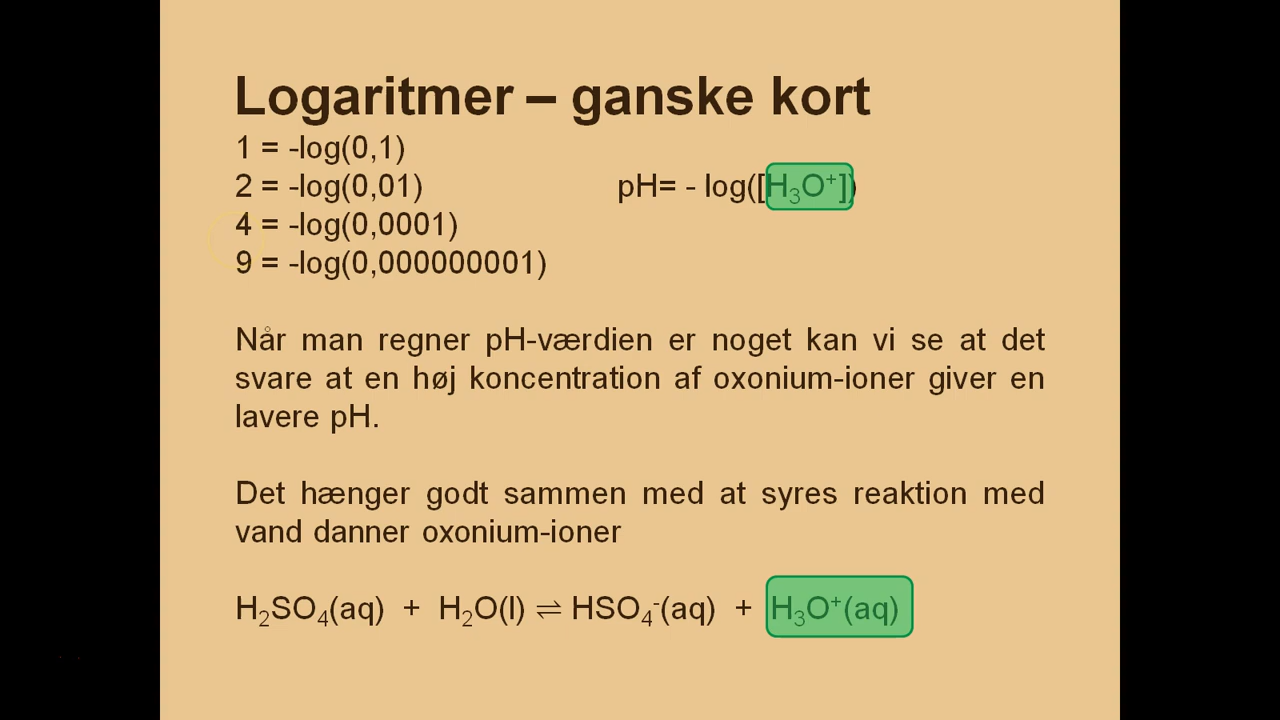 Logaritmer – ganske kort
1 = -log(0,1)
2 = -log(0,01)
pH= - log([H₃O⁺])
4 = -log(0,0001)
9 = -log(0,000000001)
Når man regner pH-værdien er noget kan vi se at det
svare at en høj koncentration af oxonium-ioner giver en
lavere pH.
Det hænger godt sammen med at syres reaktion med
vand danner oxonium-ioner
H₂SO₄(aq) + H₂O(l) ⇌ HSO₄⁻(aq) + H₃O⁺(aq)